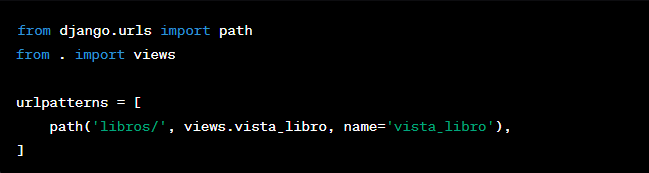 from django.urls import path
from . import views

urlpatterns = [
    path('libros/', views.vista_libro, name='vista_libro'),
]